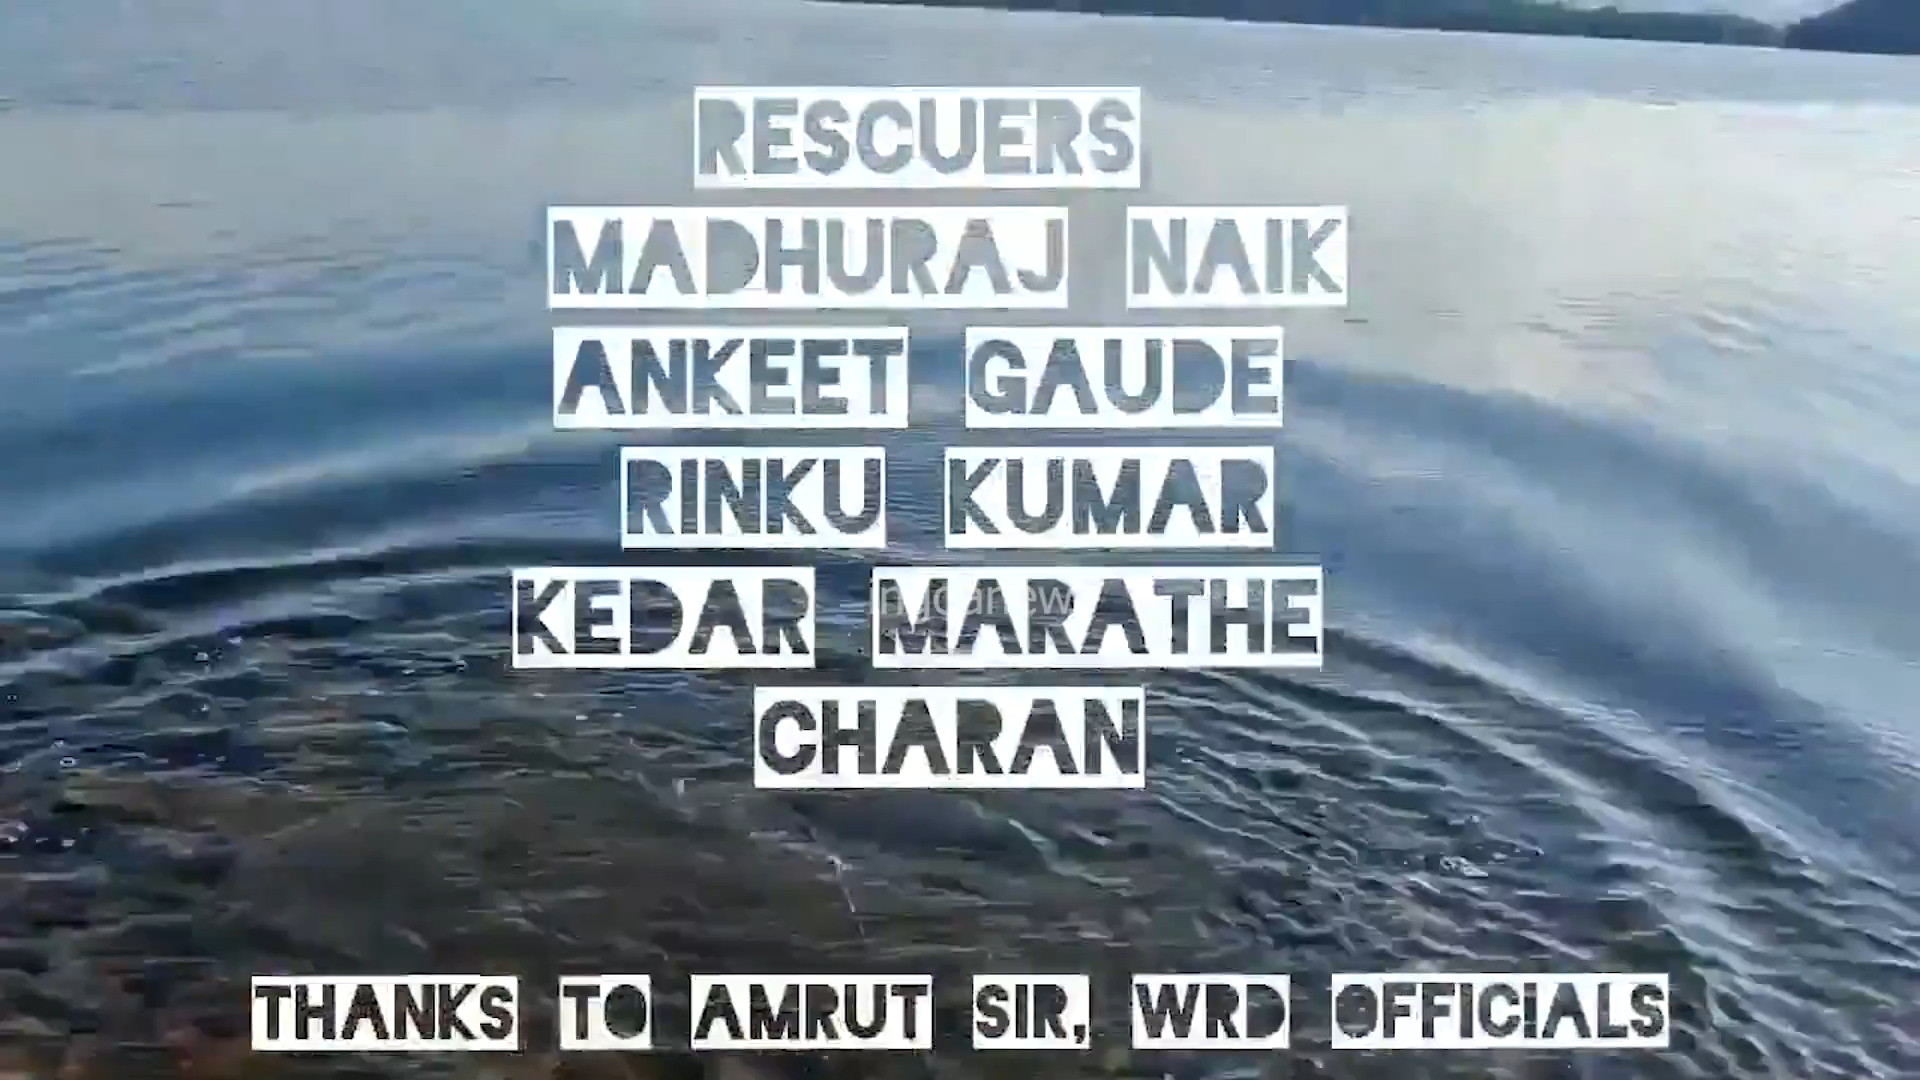 RESCUERS
MADHURAJ NAIK
ANKEET GAUDE
RINKU KUMAR
KEDAR MARATHE
CHARAN
THANKS TO AMRUT SIR, WRD OFFICIALS